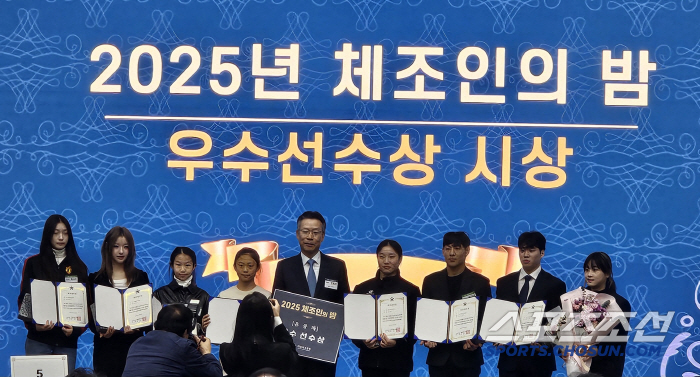 2025년 체조인의 밤
우수선수상 시상
2025 체조인의 밤
수 선수상
5
스포츠조선
SPORTS.CHOSUN.COM